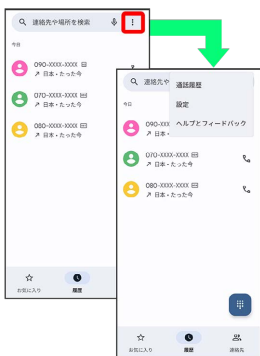 連絡先や場所を検索
今日
090-XXXX-XXXX
日本・たった今
070-XXXX-XXXX
日本・たった今
080-XXXX-XXXX
日本・たった今
お気に入り
履歴
連絡先や
通話履歴
設定
ヘルプとフィードバック
今日
090-XXX
日本・
070-XXXX-XXXX
日本・たった今
080-XXXX-XXXX
日本・たった今
お気に入り
履歴
連絡先